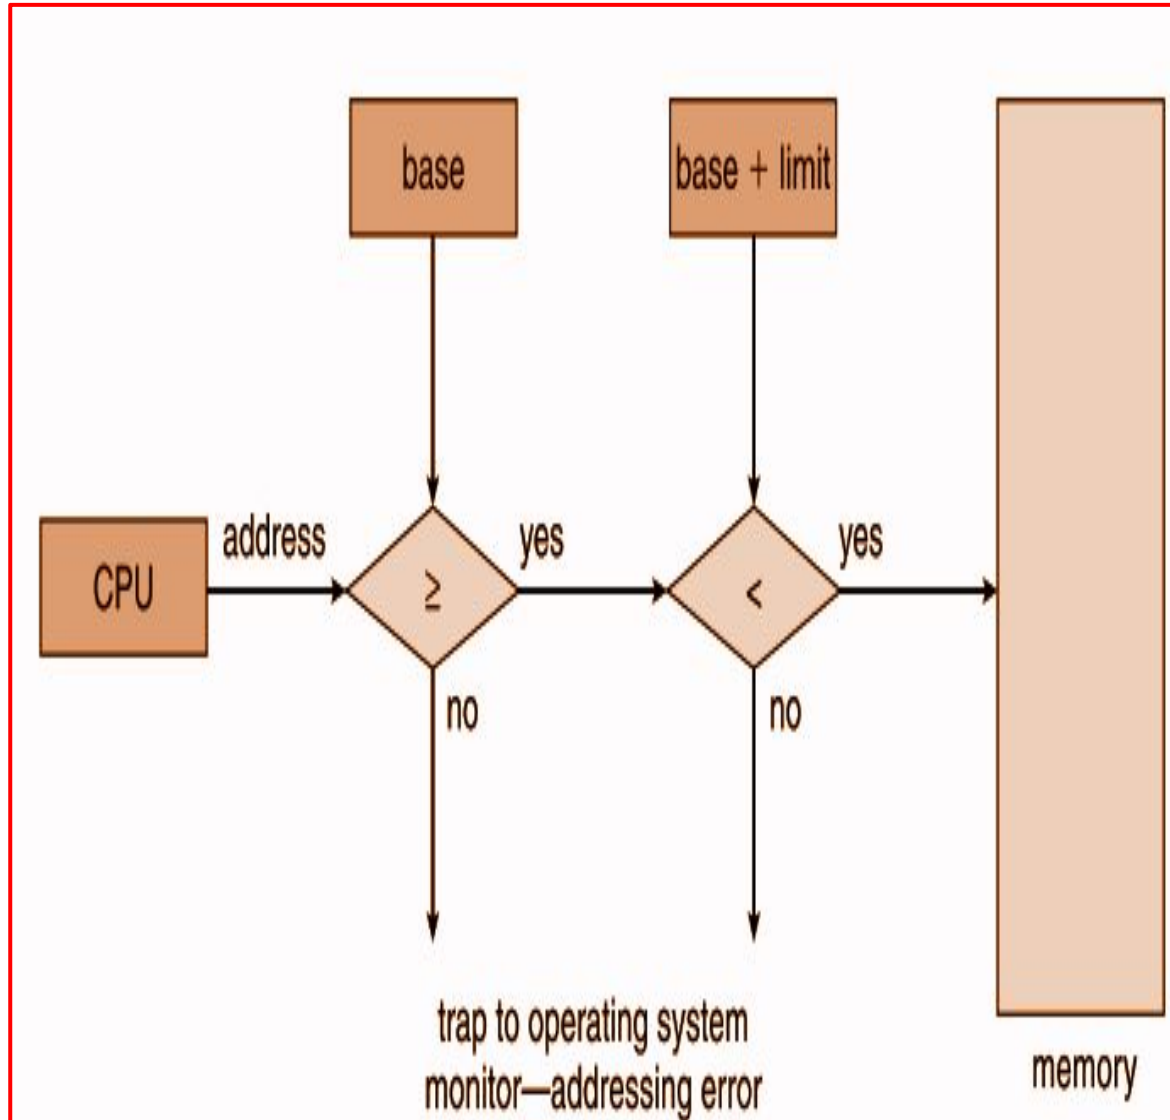 base
base + limit
CPU
address
≥
yes
<
yes
no
no
trap to operating system
monitor—addressing error
memory